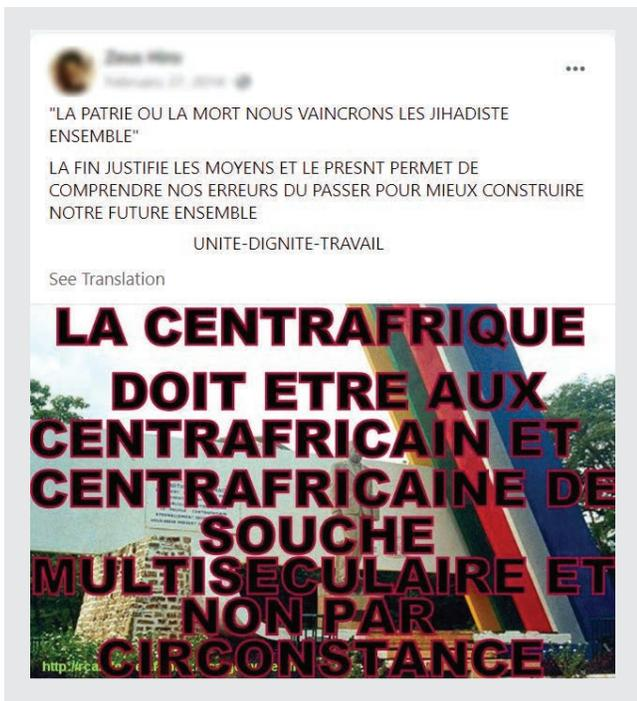 "LA PATRIE OU LA MORT NOUS VAINCRONS LES JIHADISTE
ENSEMBLE"
LA FIN JUSTIFIE LES MOYENS ET LE PRESNT PERMET DE
COMPRENDRE NOS ERREURS DU PASSER POUR MIEUX CONSTRUIRE
NOTRE FUTURE ENSEMBLE
UNITE-DIGNITE-TRAVAIL
See Translation
LA CENTRAFRIQUE
DOIT ETRE AUX
CENTRAFRICAIN ET
CENTRAFRICAINE DE
SOUCHE
MULTISECULAIRE ET
NON PAR
CIRCONSTANCE